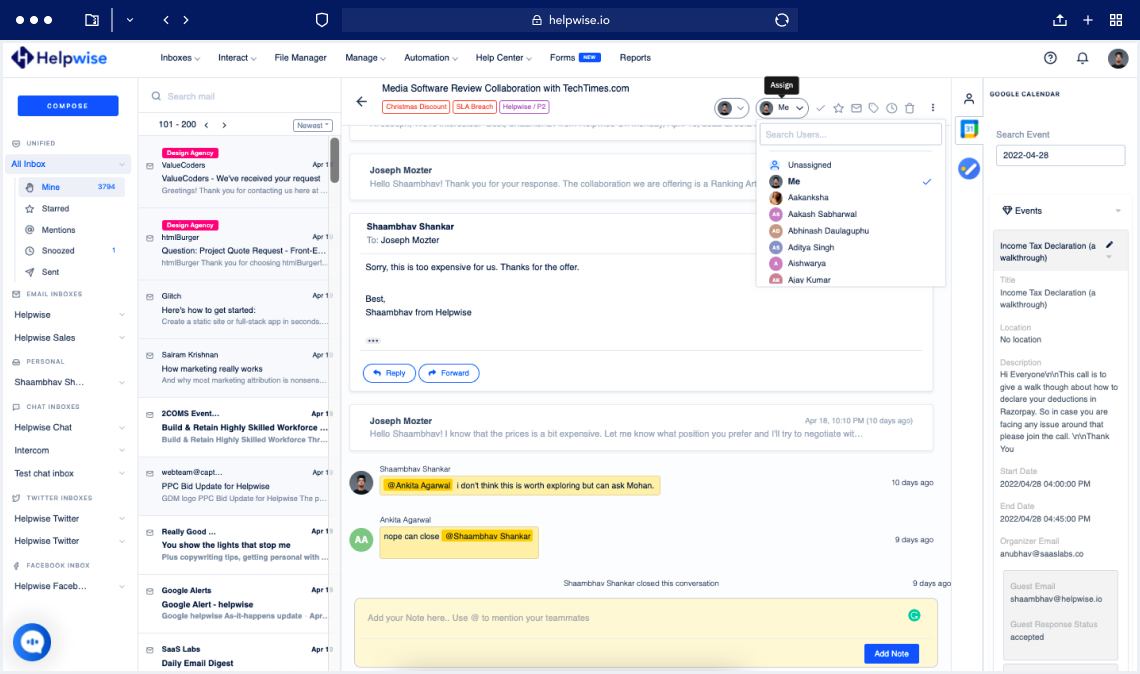 helpwise.io
Helpwise
Inboxes
Interact
File Manager
Manage
Automation
Help Center
Forms NEW
Reports
COMPOSE
UNIFIED
All Inbox
Mine 3794
Starred
Mentions
Snoozed 1
Sent
EMAIL INBOXES
Helpwise
Helpwise Sales
PERSONAL
Shaambhav Sh...
CHAT INBOXES
Helpwise Chat
Intercom
Test chat inbox
TWITTER INBOXES
Helpwise Twitter
Helpwise Twitter
FACEBOOK INBOX
Helpwise Faceb...
Search mail
101 - 200
Newest
Design Agency
ValueCoders Apr 1
ValueCoders - We've received your request
Greetings! Thank you for contacting us here at ...
Design Agency
htmlBurger Apr 1
Question: Project Quote Request - Front-E...
htmlBurger Thank you for choosing htmlBurger!...
Glitch Apr 1
Here's how to get started:
Create a static site or full-stack app in seconds....
Sairam Krishnan Apr 1
How marketing really works
And why most marketing attribution is nonsens...
2COMS Event... Apr 1
Build & Retain Highly Skilled Workforce ...
Build & Retain Highly Skilled Workforce Thr...
webteam@capt... Apr 1
PPC Bid Update for Helpwise
GDM logo PPC Bid Update for Helpwise The p...
Really Good ... Apr 1
You show the lights that stop me
Plus copywriting tips, getting personal with ...
Google Alerts Apr 1
Google Alert - helpwise
Google helpwise As-it-happens update · Apr...
SaaS Labs Apr 1
Daily Email Digest
Media Software Review Collaboration with TechTimes.com
Christmas Discount
SLA Breach
Helpwise / P2
Assign
Me
Search Users...
Unassigned
Me
Aakanksha
AS Aakash Sabharwal
AD Abhinash Daulaguphu
AS Aditya Singh
A Aishwarya
AK Ajay Kumar
Joseph Mozter
Hello Shaambhav! Thank you for your response. The collaboration we are offering is a Ranking Art
Shaambhav Shankar
To: Joseph Mozter
Sorry, this is too expensive for us. Thanks for the offer.
Best,
Shaambhav from Helpwise
Reply
Forward
Joseph Mozter Apr 18, 10:10 PM (10 days ago)
Hello Shaambhav! I know that the prices is a bit expensive. Let me know what position you prefer and I'll try to negotiate wit...
Shaambhav Shankar
@Ankita Agarwal i don't think this is worth exploring but can ask Mohan. 10 days ago
Ankita Agarwal
AA nope can close @Shaambhav Shankar 9 days ago
Shaambhav Shankar closed this conversation 9 days ago
Add your Note here.. Use @ to mention your teammates
Add Note
GOOGLE CALENDAR
31
Search Event
2022-04-28
Events
Income Tax Declaration (a
walkthrough)
Title
Income Tax Declaration (a
walkthrough)
Location
No location
Description
Hi Everyone\r\n\nThis call is to
give a walk though about how to
declare your deductions in
Razorpay. So in case you are
facing any issue around that
please join the call. \r\n\nThank
You
Start Date
2022/04/28 04:00:00 PM
End Date
2022/04/28 04:45:00 PM
Organizer Email
anubhav@saaslabs.co
Guest Email
shaambhav@helpwise.io
Guest Response Status
accepted